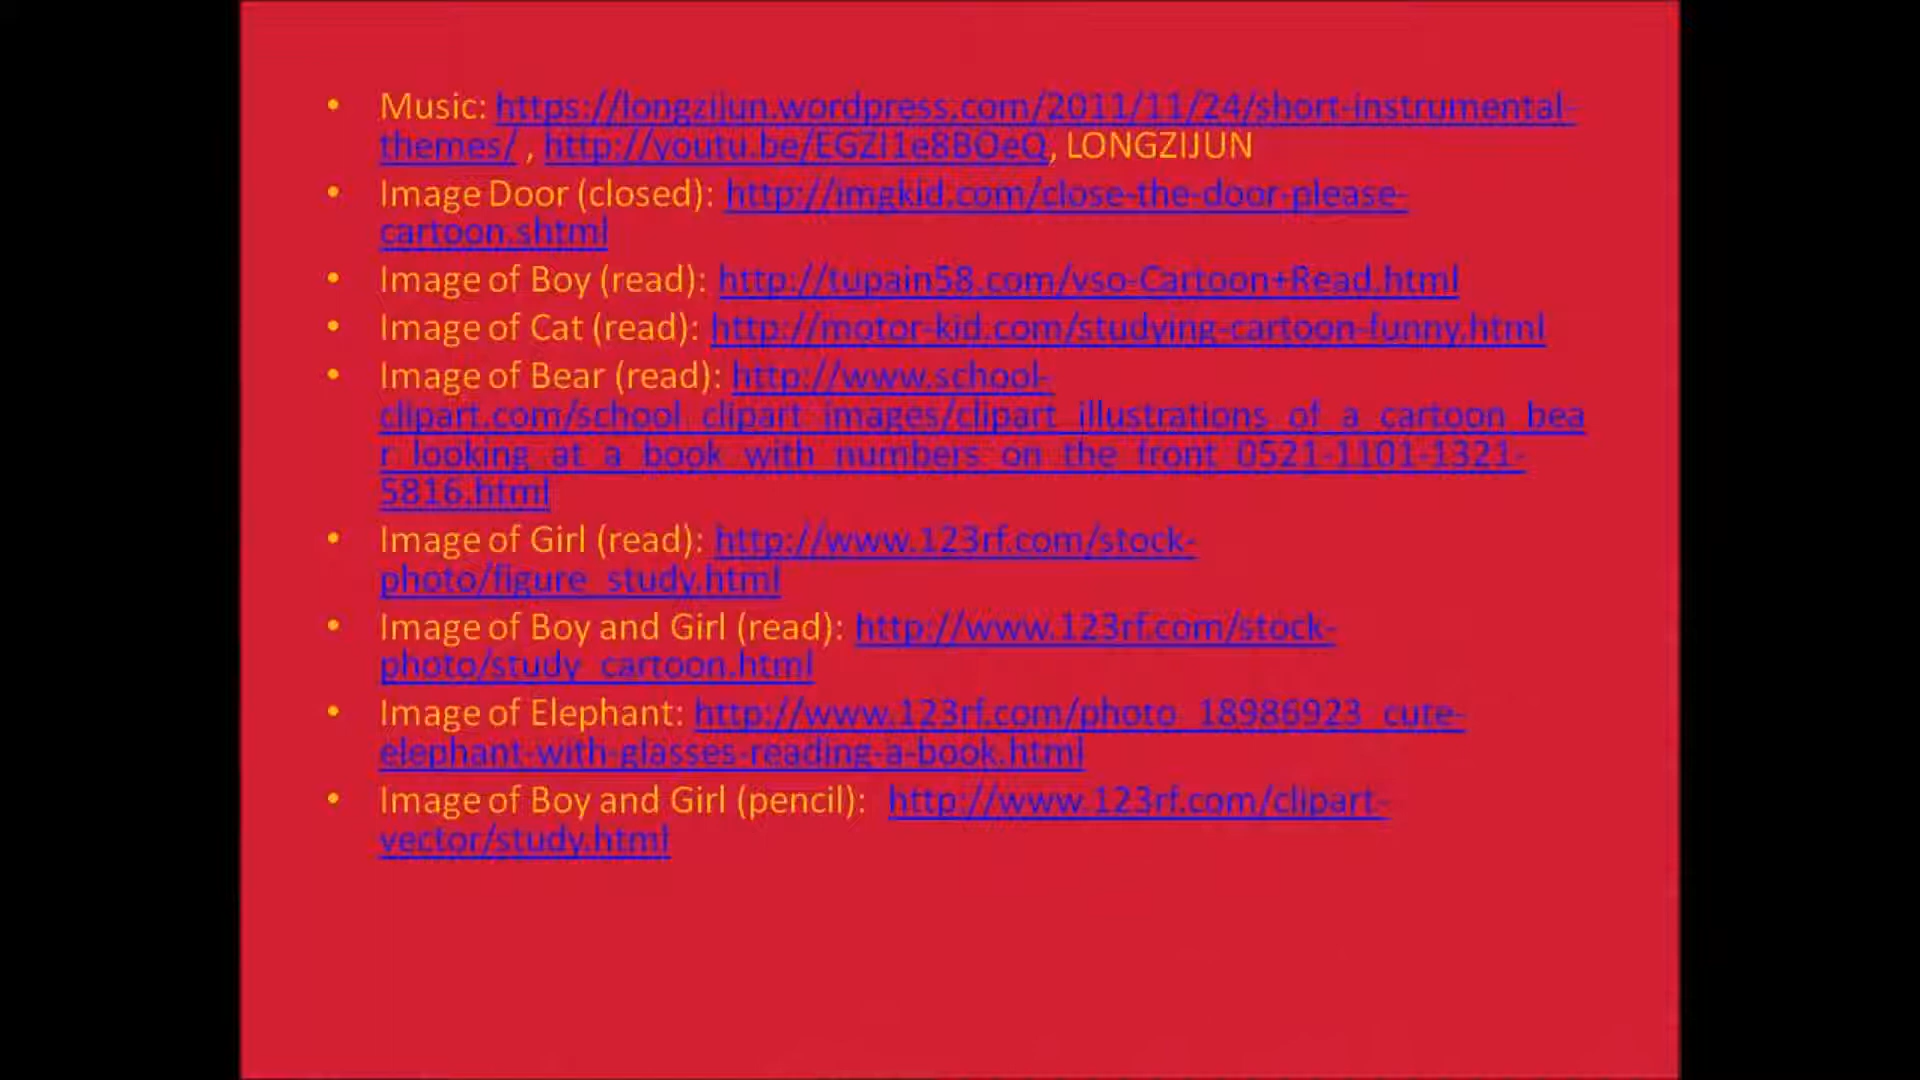 • Music: https://longzijun.wordpress.com/2011/11/24/short-instrumental-
themes/ , http://youtu.be/EGZI1e8BOeQ, LONGZIJUN
• Image Door (closed): http://imgkid.com/close-the-door-please-
cartoon.shtml
• Image of Boy (read): http://tupain58.com/vso-Cartoon+Read.html
• Image of Cat (read): http://motor-kid.com/studying-cartoon-funny.html
• Image of Bear (read): http://www.school-
clipart.com/school_clipart_images/clipart_illustrations_of_a_cartoon_bea
r_looking_at_a_book_with_numbers_on_the_front_0521-1101-1321-
5816.html
• Image of Girl (read): http://www.123rf.com/stock-
photo/figure_study.html
• Image of Boy and Girl (read): http://www.123rf.com/stock-
photo/study_cartoon.html
• Image of Elephant: http://www.123rf.com/photo_18986923_cute-
elephant-with-glasses-reading-a-book.html
• Image of Boy and Girl (pencil): http://www.123rf.com/clipart-
vector/study.html